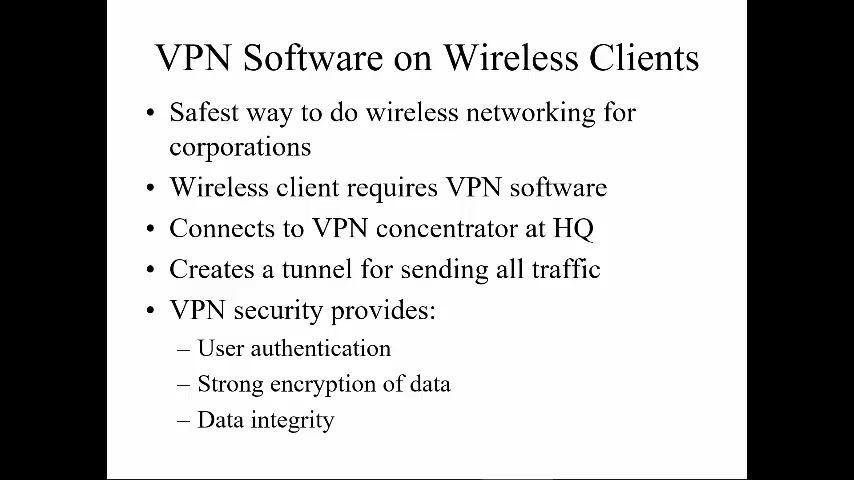 VPN Software on Wireless Clients
• Safest way to do wireless networking for
corporations
• Wireless client requires VPN software
• Connects to VPN concentrator at HQ
• Creates a tunnel for sending all traffic
• VPN security provides:
– User authentication
– Strong encryption of data
– Data integrity